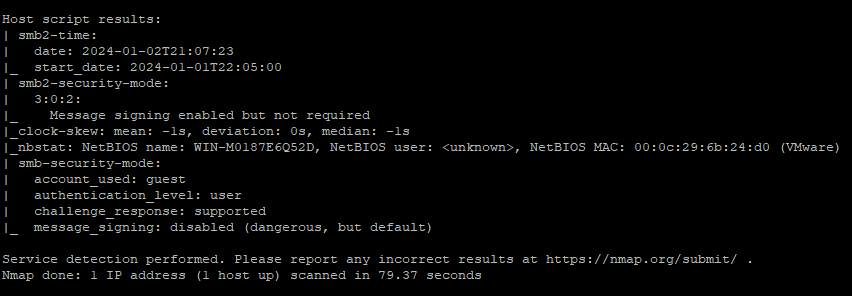 Host script results:
| smb2-time:
|   date: 2024-01-02T21:07:23
|_  start_date: 2024-01-01T22:05:00
| smb2-security-mode:
|   3:0:2:
|_    Message signing enabled but not required
|_clock-skew: mean: -1s, deviation: 0s, median: -1s
|_nbstat: NetBIOS name: WIN-M0187E6Q52D, NetBIOS user: <unknown>, NetBIOS MAC: 00:0c:29:6b:24:d0 (VMware)
| smb-security-mode:
|   account_used: guest
|   authentication_level: user
|   challenge_response: supported
|_  message_signing: disabled (dangerous, but default)
Service detection performed. Please report any incorrect results at https://nmap.org/submit/ .
Nmap done: 1 IP address (1 host up) scanned in 79.37 seconds